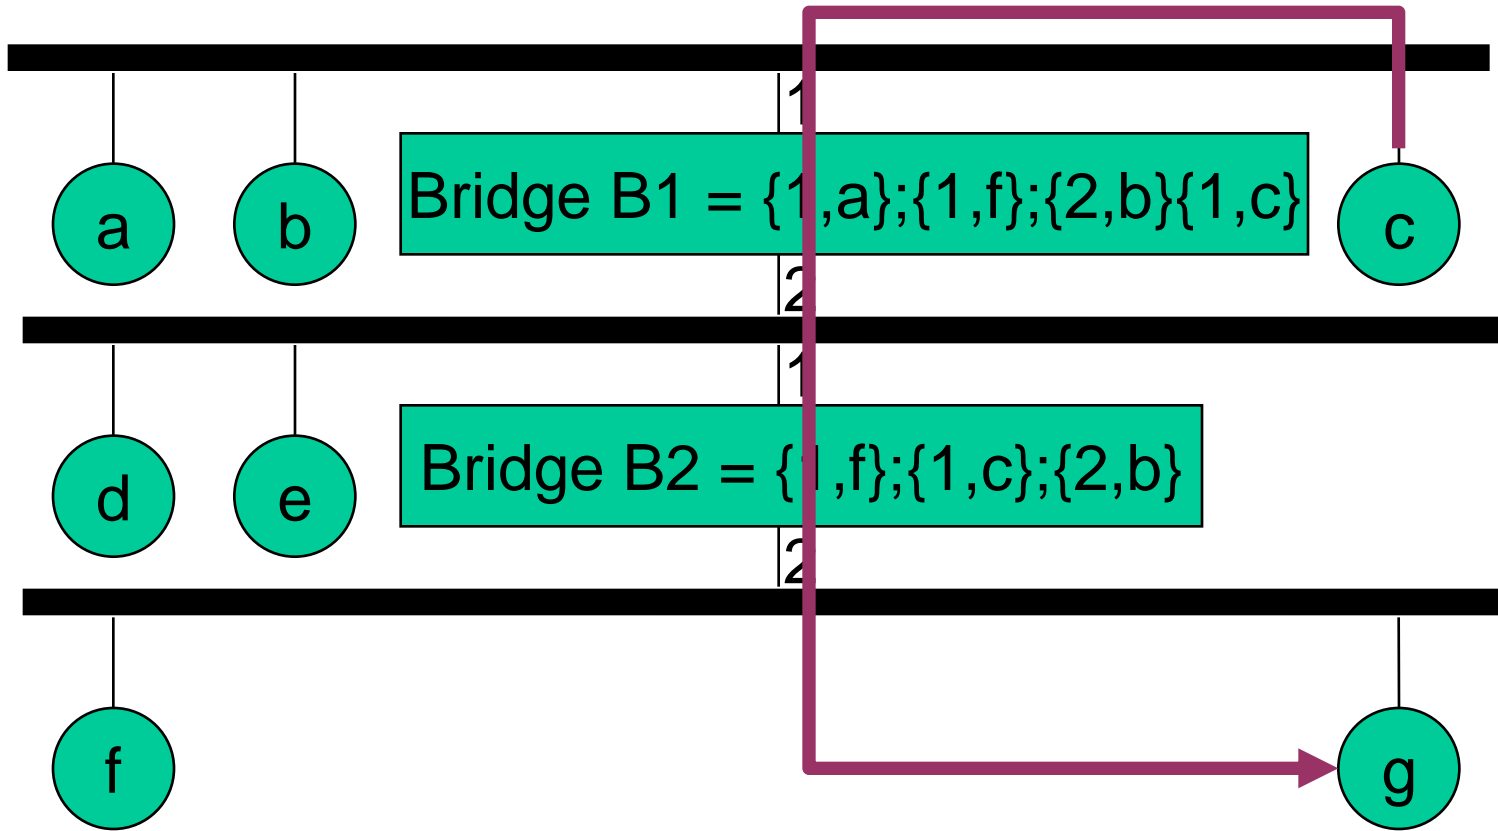 1
a
b
Bridge B1 = {1,a};{1,f};{2,b}{1,c}
c
2
1
d
e
Bridge B2 = {1,f};{1,c};{2,b}
2
f
g